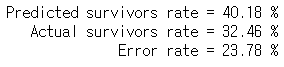 Predicted survivors rate = 40.18 %
Actual survivors rate = 32.46 %
Error rate = 23.78 %